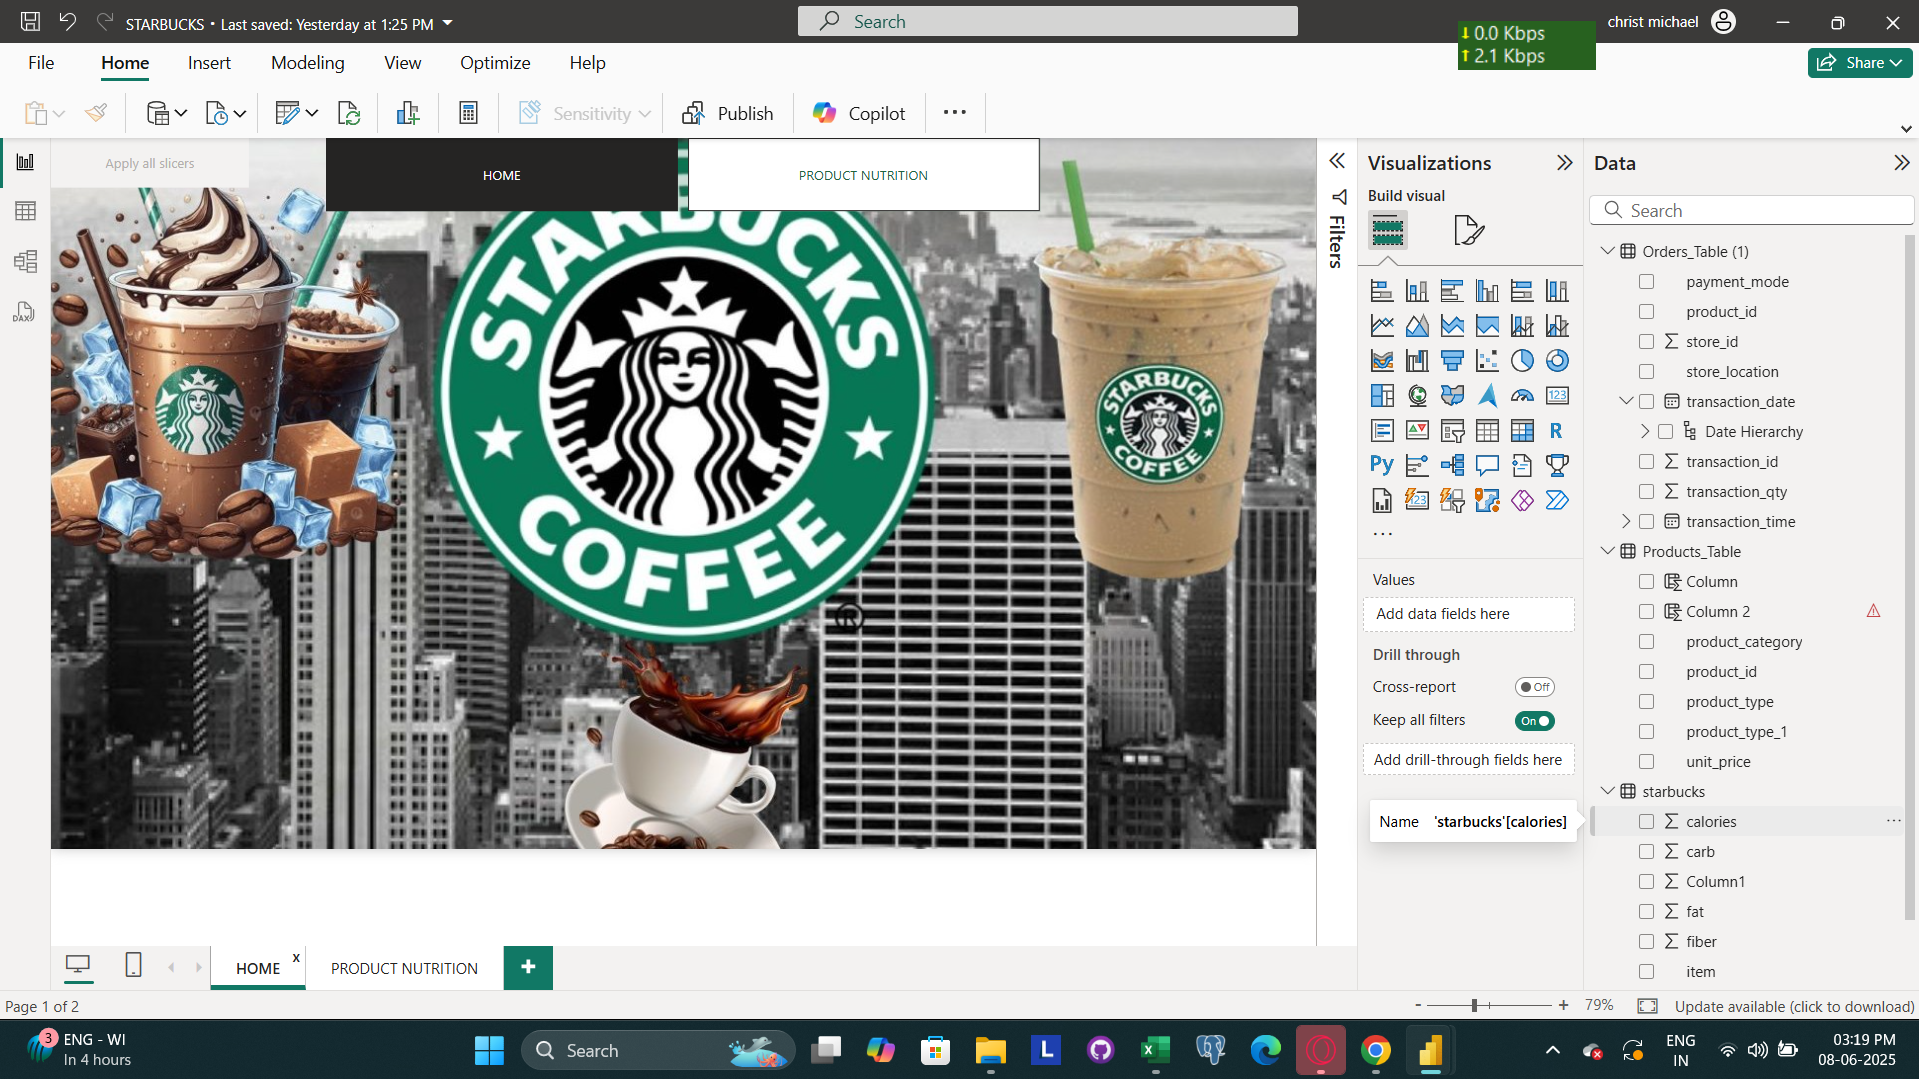 STARBUCKS • Last saved: Yesterday at 1:25 PM
Search
christ michael
0.0 Kbps
2.1 Kbps
File
Home
Insert
Modeling
View
Optimize
Help
Share
Sensitivity
Publish
Copilot
...
Apply all slicers
HOME
PRODUCT NUTRITION
STARBUCKS
COFFEE
®
STARBUCKS
COFFEE
Filters
Visualizations
Build visual
123
R
Py
123
...
Values
Add data fields here
Drill through
Cross-report
Off
Keep all filters
On
Add drill-through fields here
Name 'starbucks'[calories]
Data
Search
Orders_Table (1)
payment_mode
product_id
store_id
store_location
transaction_date
Date Hierarchy
transaction_id
transaction_qty
transaction_time
Products_Table
Column
Column 2
product_category
product_id
product_type
product_type_1
unit_price
starbucks
calories
...
carb
Column1
fat
fiber
item
DAX
HOME
x
PRODUCT NUTRITION
+
Page 1 of 2
- + 79%
Update available (click to download)
3
ENG - WI
In 4 hours
Search
L
ENG
IN
03:19 PM
08-06-2025